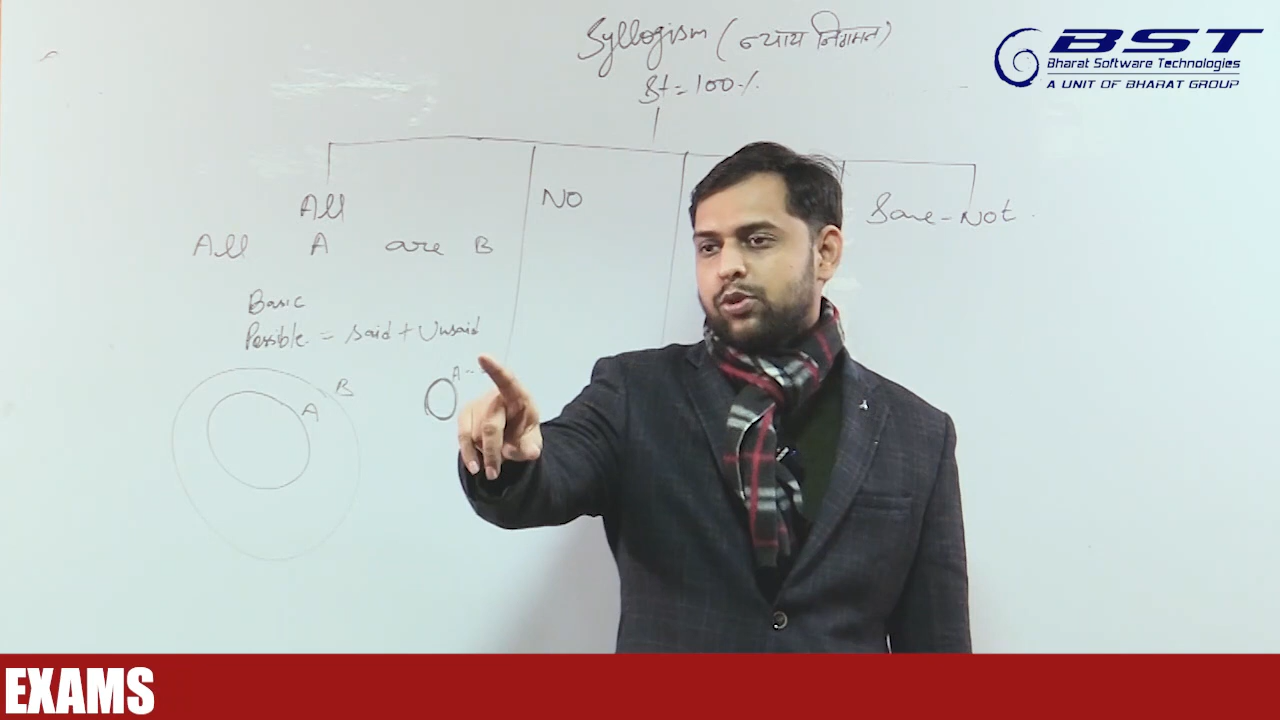 Syllogism (न्याय निगमन)
St = 100%
BST
Bharat Software Technologies
A UNIT OF BHARAT GROUP
All
NO
Some - Not.
All A are B
Basic
Possible = Said + Unsaid
B
A
A
EXAMS